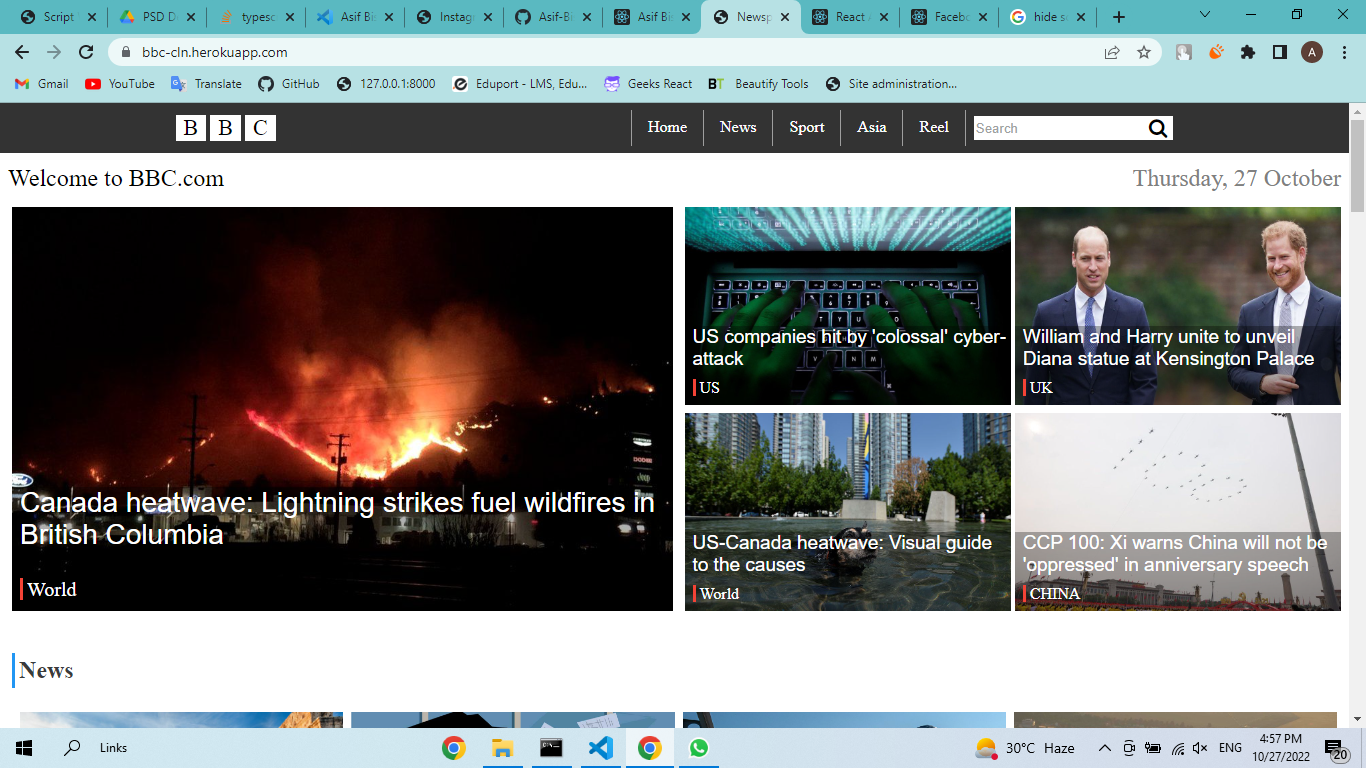 Script
PSD D
typesc
Asif Bi
Instag
Asif-Bi
Asif Bi
Newsp
React
Facebo
hide s
bbc-cln.herokuapp.com
A
Gmail
YouTube
Translate
GitHub
127.0.0.1:8000
Eduport - LMS, Edu...
Geeks React
BT Beautify Tools
Site administration...
B B C
Home
News
Sport
Asia
Reel
Search
Welcome to BBC.com
Thursday, 27 October
Canada heatwave: Lightning strikes fuel wildfires in
British Columbia
World
US companies hit by 'colossal' cyber-
attack
US
William and Harry unite to unveil
Diana statue at Kensington Palace
UK
US-Canada heatwave: Visual guide
to the causes
World
CCP 100: Xi warns China will not be
'oppressed' in anniversary speech
CHINA
News
Links
30°C Haze
ENG
4:57 PM
10/27/2022
20